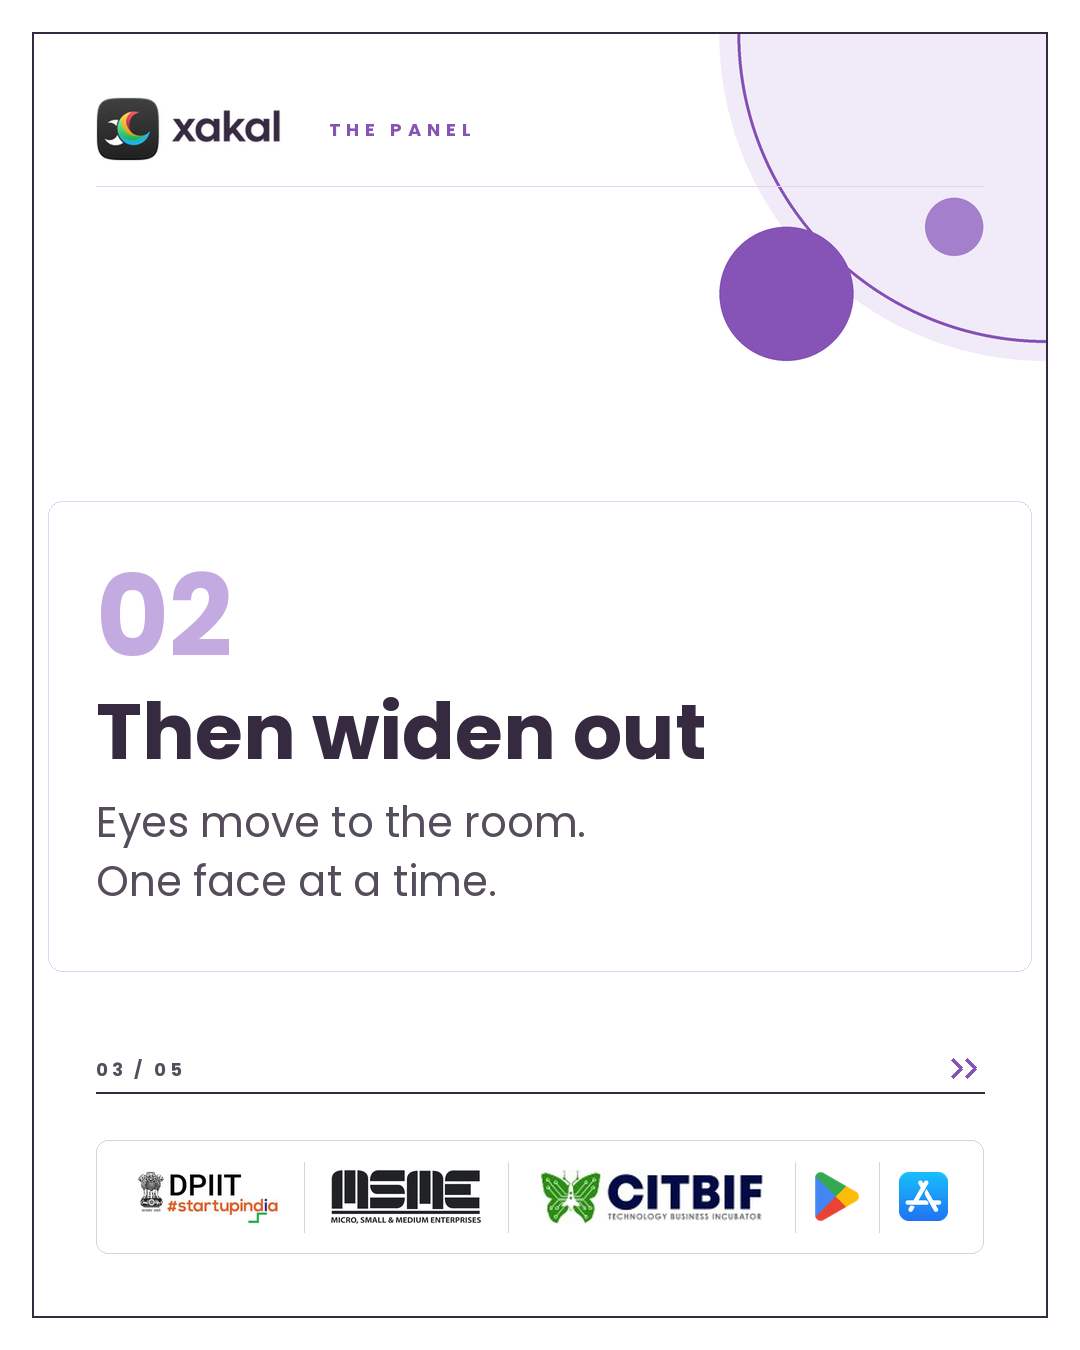 xakal
THE PANEL
02
Then widen out
Eyes move to the room.
One face at a time.
03 / 05
DPIIT
#startupindia
MSME
MICRO, SMALL & MEDIUM ENTERPRISES
CITBIF
TECHNOLOGY BUSINESS INCUBATOR